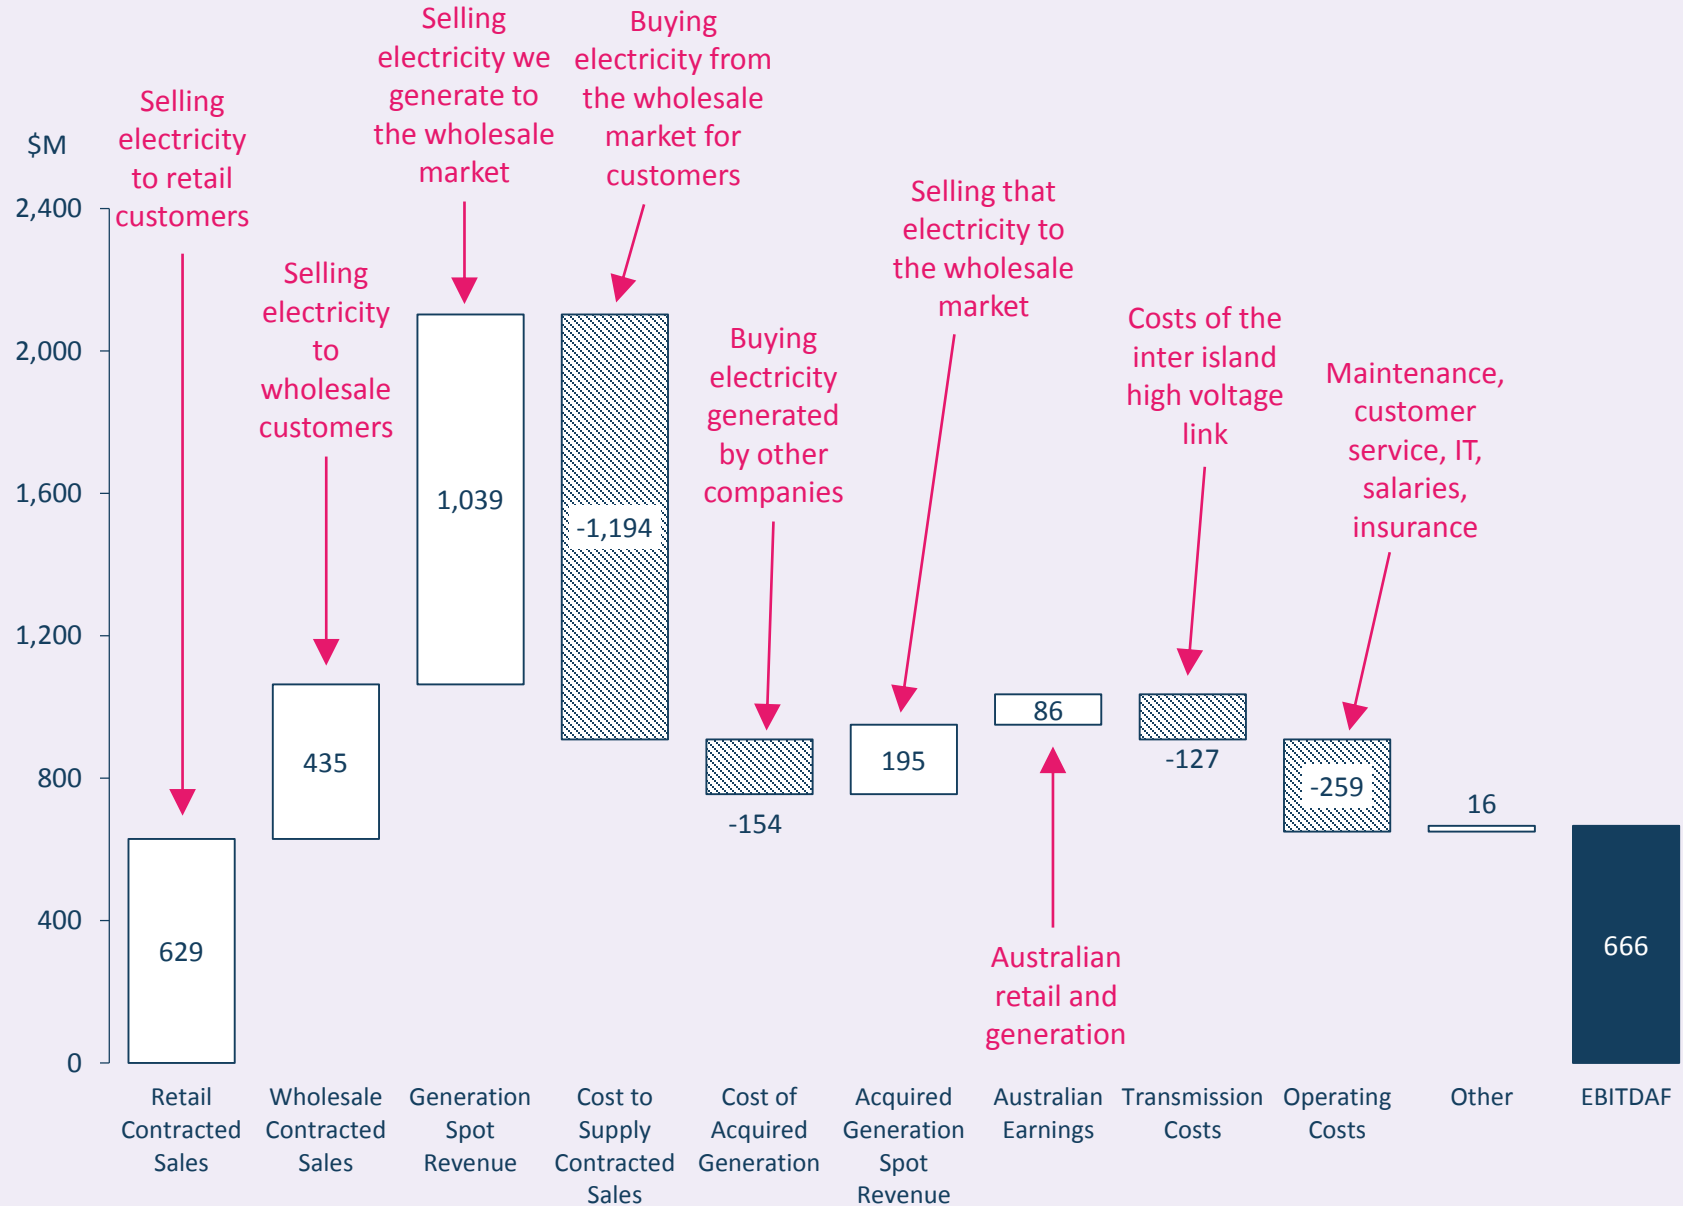 Selling
electricity we
generate to
the wholesale
market
Buying
electricity from
the wholesale
market for
customers
Selling
electricity
to retail
customers
Selling
electricity
to
wholesale
customers
Buying
electricity
generated
by other
companies
Selling that
electricity to
the wholesale
market
Costs of the
inter island
high voltage
link
Maintenance,
customer
service, IT,
salaries,
insurance
Australian
retail and
generation
$M
2,400
2,000
1,600
1,200
800
400
0
629
435
1,039
-1,194
-154
195
86
-127
-259
16
666
Retail
Contracted
Sales
Wholesale
Contracted
Sales
Generation
Spot
Revenue
Cost to
Supply
Contracted
Sales
Cost of
Acquired
Generation
Acquired
Generation
Spot
Revenue
Australian
Earnings
Transmission
Costs
Operating
Costs
Other
EBITDAF